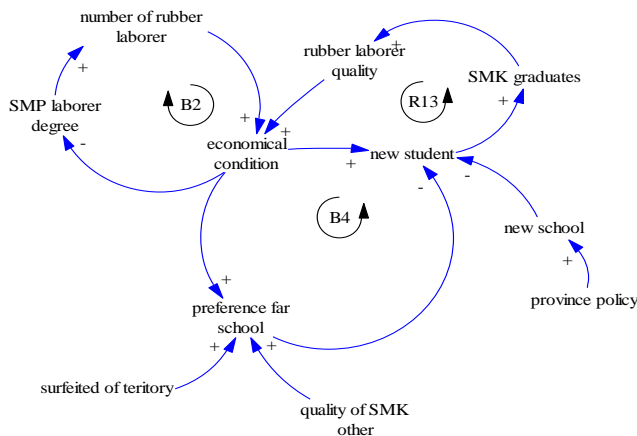 number of rubber
laborer
+
SMP laborer
degree
-
B2
+
rubber laborer
quality
+
+
SMK graduates
+
R13
economical
condition
+
new student
-
-
B4
new school
+
province policy
+
preference far
school
+
+
surfeited of teritory
quality of SMK
other